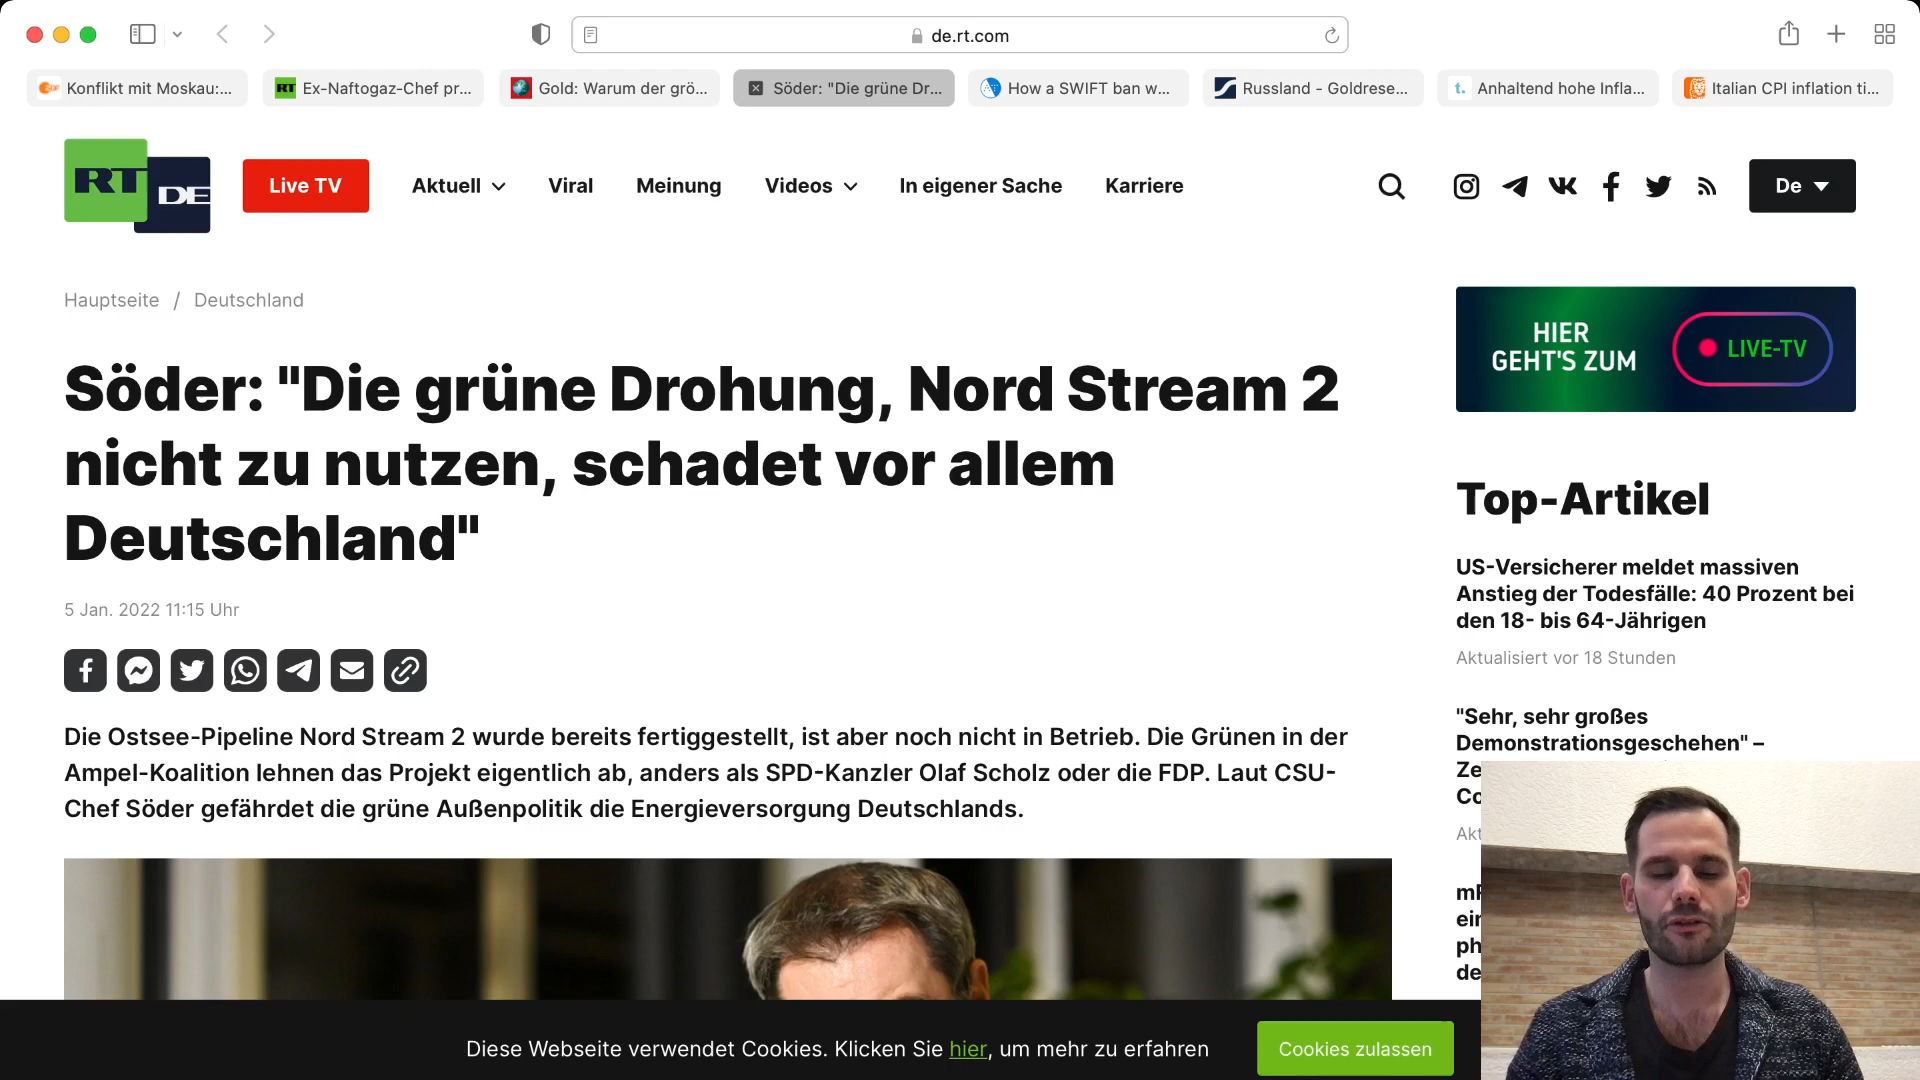 de.rt.com
Konflikt mit Moskau:...
RT Ex-Naftogaz-Chef pr...
Gold: Warum der grö...
Söder: "Die grüne Dr...
How a SWIFT ban w...
Russland - Goldrese...
t. Anhaltend hohe Infla...
Italian CPI inflation ti...
RT DE
Live TV
Aktuell
Viral
Meinung
Videos
In eigener Sache
Karriere
De
Hauptseite / Deutschland
Söder: "Die grüne Drohung, Nord Stream 2
nicht zu nutzen, schadet vor allem
Deutschland"
5 Jan. 2022 11:15 Uhr
Die Ostsee-Pipeline Nord Stream 2 wurde bereits fertiggestellt, ist aber noch nicht in Betrieb. Die Grünen in der
Ampel-Koalition lehnen das Projekt eigentlich ab, anders als SPD-Kanzler Olaf Scholz oder die FDP. Laut CSU-
Chef Söder gefährdet die grüne Außenpolitik die Energieversorgung Deutschlands.
HIER
GEHT'S ZUM
LIVE-TV
Top-Artikel
US-Versicherer meldet massiven
Anstieg der Todesfälle: 40 Prozent bei
den 18- bis 64-Jährigen
Aktualisiert vor 18 Stunden
"Sehr, sehr großes
Demonstrationsgeschehen" –
Diese Webseite verwendet Cookies. Klicken Sie hier, um mehr zu erfahren
Cookies zulassen